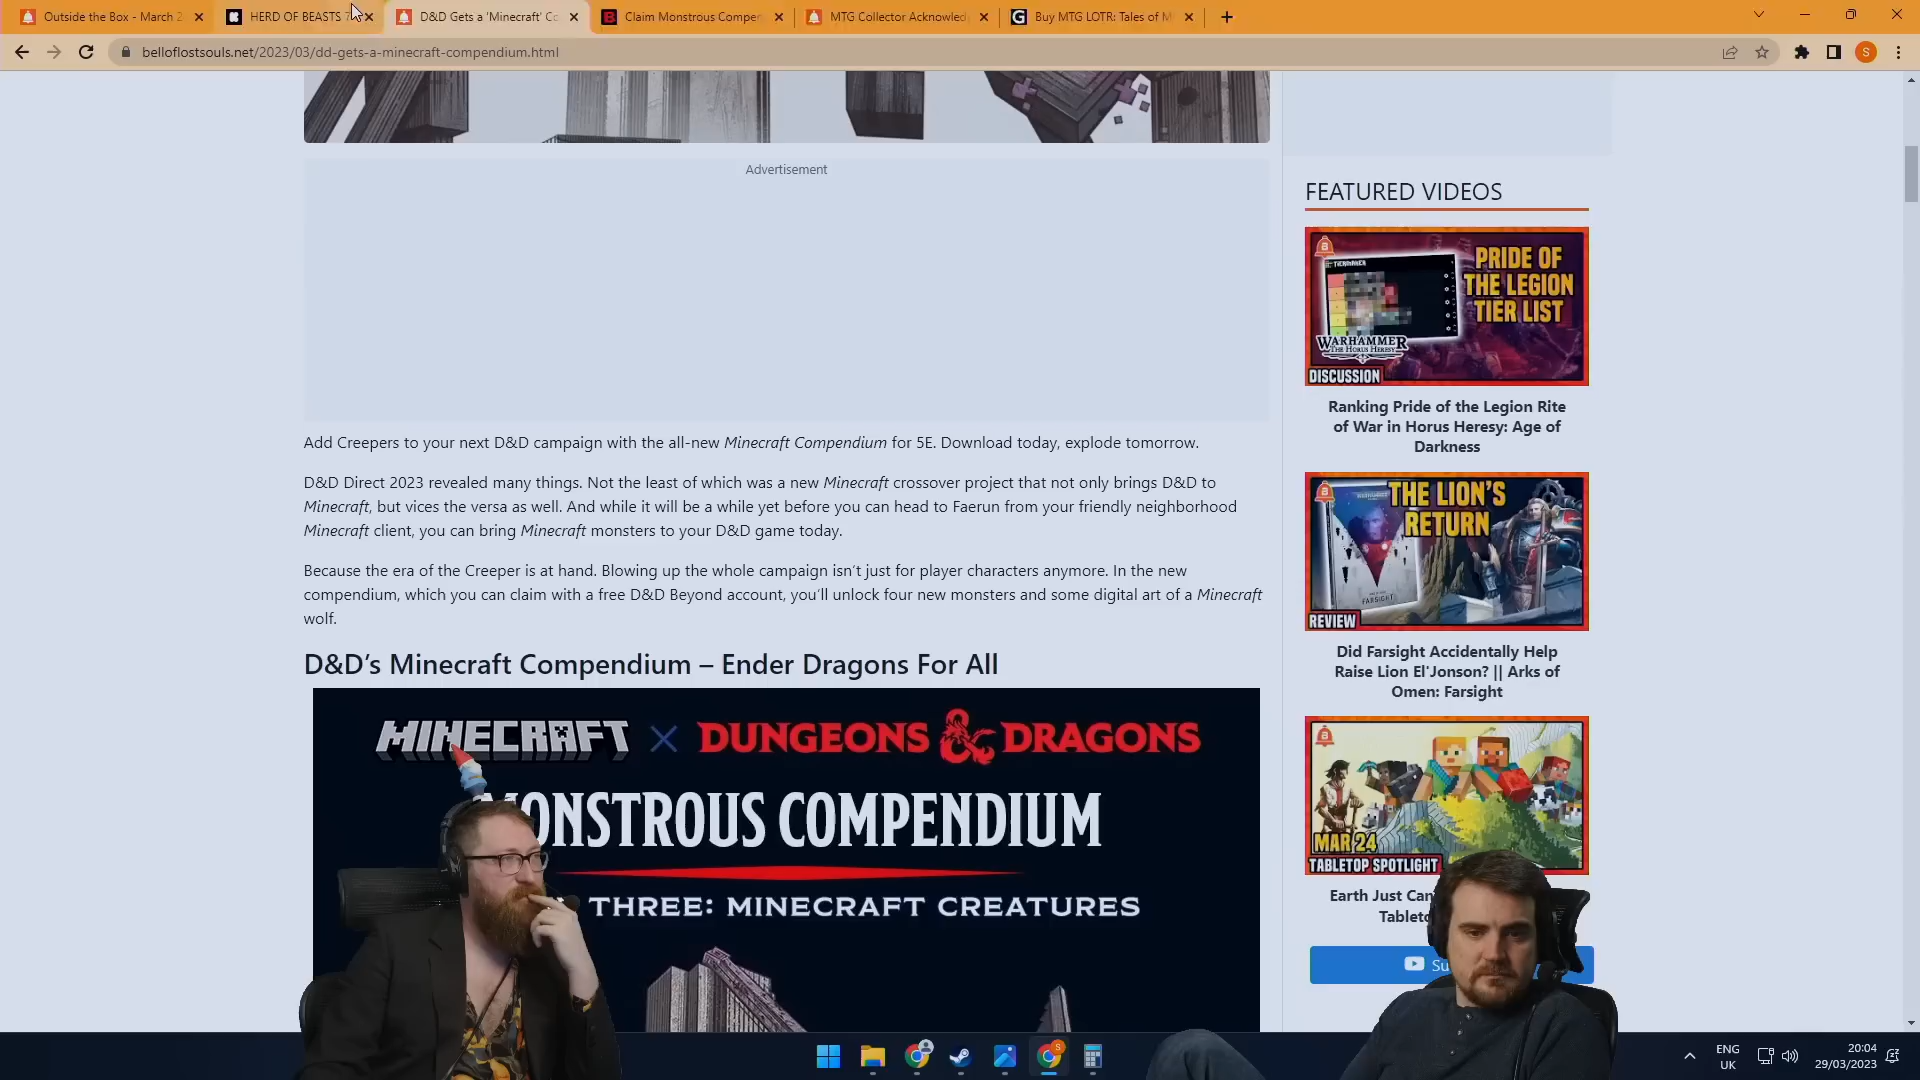 Outside the Box - March 2
HERD OF BEASTS
D&D Gets a 'Minecraft' Co
Claim Monstrous Compen
MTG Collector Acknowled
Buy MTG LOTR: Tales of M
belloflostsouls.net/2023/03/dd-gets-a-minecraft-compendium.html
S
Advertisement
Add Creepers to your next D&D campaign with the all-new Minecraft Compendium for 5E. Download today, explode tomorrow.
D&D Direct 2023 revealed many things. Not the least of which was a new Minecraft crossover project that not only brings D&D to
Minecraft, but vices the versa as well. And while it will be a while yet before you can head to Faerun from your friendly neighborhood
Minecraft client, you can bring Minecraft monsters to your D&D game today.
Because the era of the Creeper is at hand. Blowing up the whole campaign isn't just for player characters anymore. In the new
compendium, which you can claim with a free D&D Beyond account, you'll unlock four new monsters and some digital art of a Minecraft
wolf.
D&D's Minecraft Compendium – Ender Dragons For All
MINECRAFT X DUNGEONS & DRAGONS
MONSTROUS COMPENDIUM
THREE: MINECRAFT CREATURES
FEATURED VIDEOS
TIERMAKER
PRIDE OF
THE LEGION
TIER LIST
WARHAMMER
THE HORUS HERESY
DISCUSSION
Ranking Pride of the Legion Rite
of War in Horus Heresy: Age of
Darkness
THE LION'S
RETURN
FARSIGHT
REVIEW
Did Farsight Accidentally Help
Raise Lion El'Jonson? || Arks of
Omen: Farsight
MAR 24
TABLETOP SPOTLIGHT
Earth Just Can
Tableto
Su
ENG
UK
20:04
29/03/2023